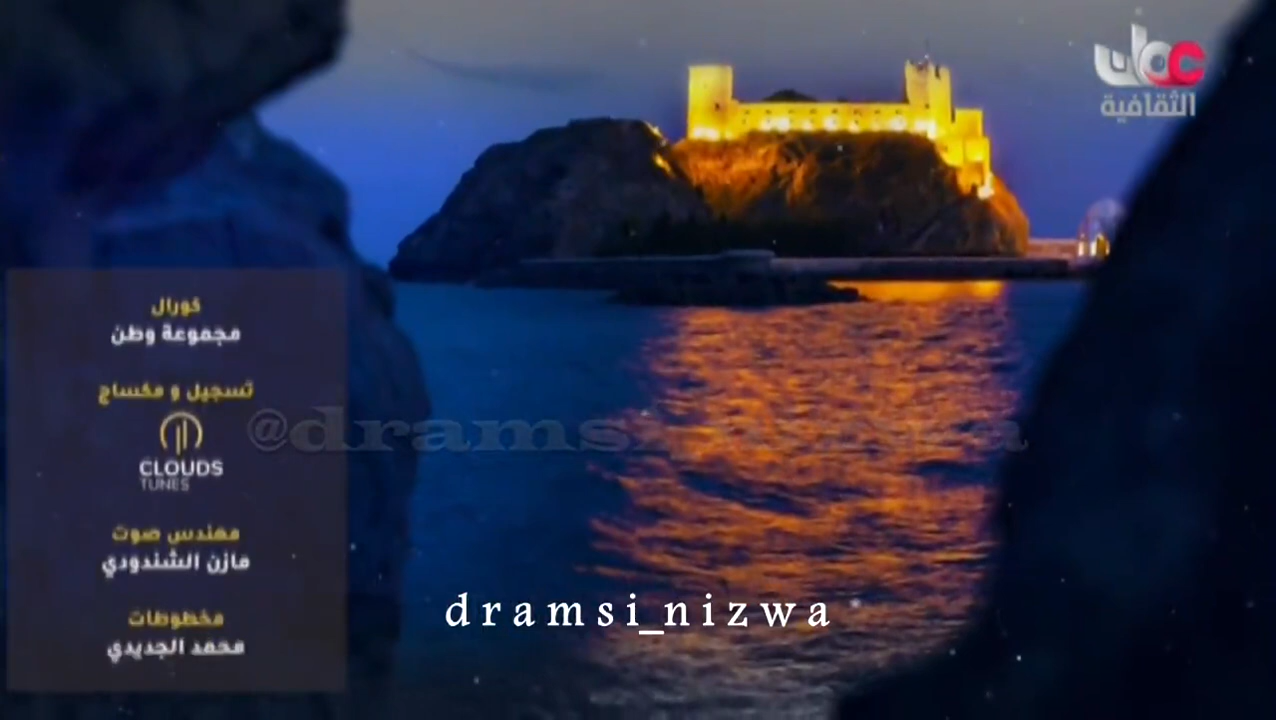 عمان
الثقافية
كورال
مجموعة وطن
تسجيل و مكساج
CLOUDS
TUNES
مهندس صوت
مازن الشندودي
مخطوطات
محمد الجديدي
dramsi_nizwa